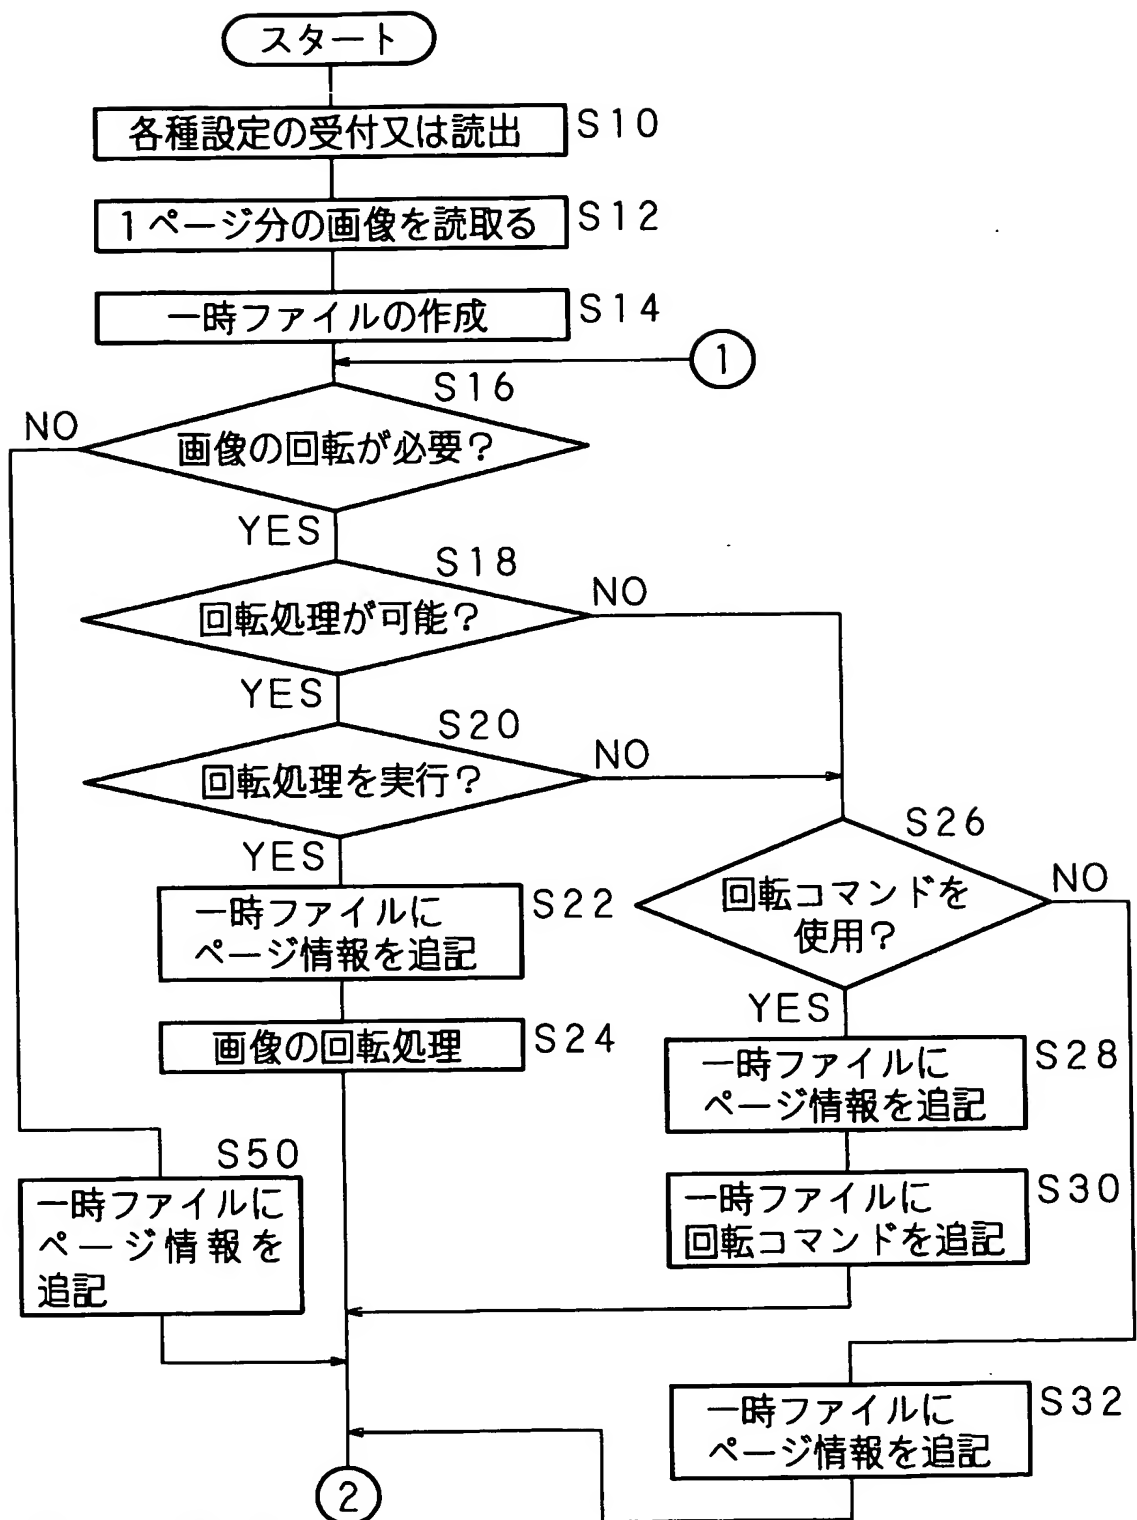 スタート
各種設定の受付又は読出
S10
1ページ分の画像を読取る
S12
一時ファイルの作成
S14
1
S16
NO
画像の回転が必要?
YES
S18
NO
回転処理が可能?
YES
S20
NO
回転処理を実行?
YES
S26
NO
回転コマンドを
使用?
YES
一時ファイルに
ページ情報を追記
S22
画像の回転処理
S24
一時ファイルに
ページ情報を追記
S28
一時ファイルに
回転コマンドを追記
S30
S50
一時ファイルに
ページ情報を
追記
一時ファイルに
ページ情報を追記
S32
2